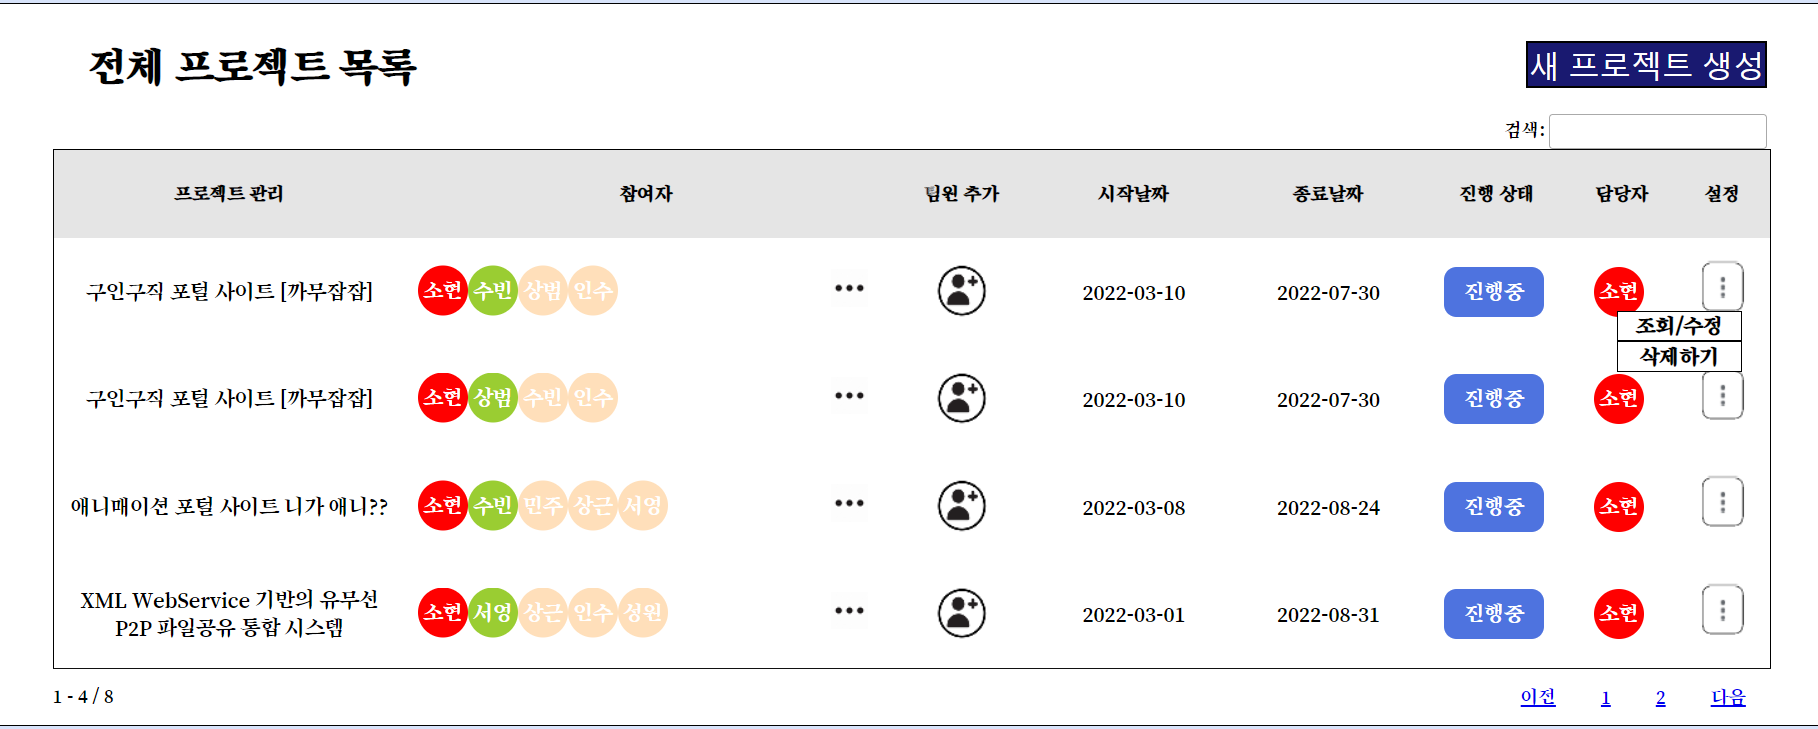 전체 프로젝트 목록
새 프로젝트 생성
검색:
프로젝트 관리 참여자 팀원 추가 시작날짜 종료날짜 진행 상태 담당자 설정
구인구직 포털 사이트 [까무잡잡] 소현 수빈 상범 인수 2022-03-10 2022-07-30 진행중 소현
조회/수정
삭제하기
구인구직 포털 사이트 [까무잡잡] 소현 상범 수빈 인수 2022-03-10 2022-07-30 진행중 소현
애니매이션 포털 사이트 니가 애니?? 소현 수빈 민주 상근 서영 2022-03-08 2022-08-24 진행중 소현
XML WebService 기반의 유무선
P2P 파일공유 통합 시스템 소현 서영 상근 인수 성원 2022-03-01 2022-08-31 진행중 소현
1 - 4 / 8 이전 1 2 다음